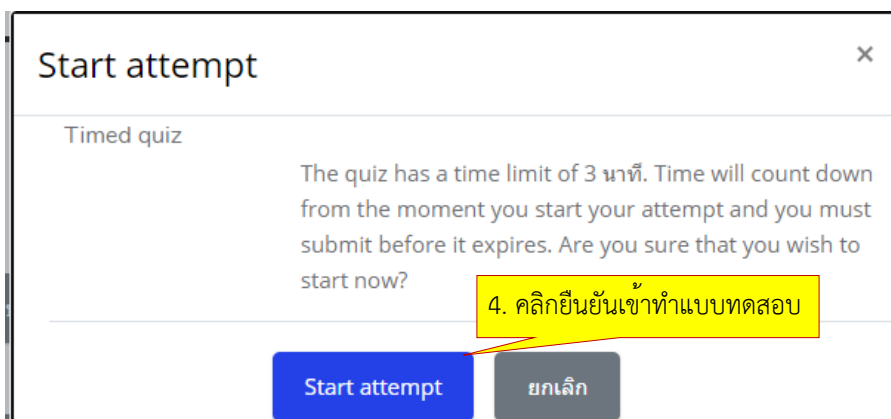 Start attempt
×
Timed quiz
The quiz has a time limit of 3 นาที. Time will count down
from the moment you start your attempt and you must
submit before it expires. Are you sure that you wish to
start now?
4. คลิกยืนยันเข้าทำแบบทดสอบ
Start attempt
ยกเลิก